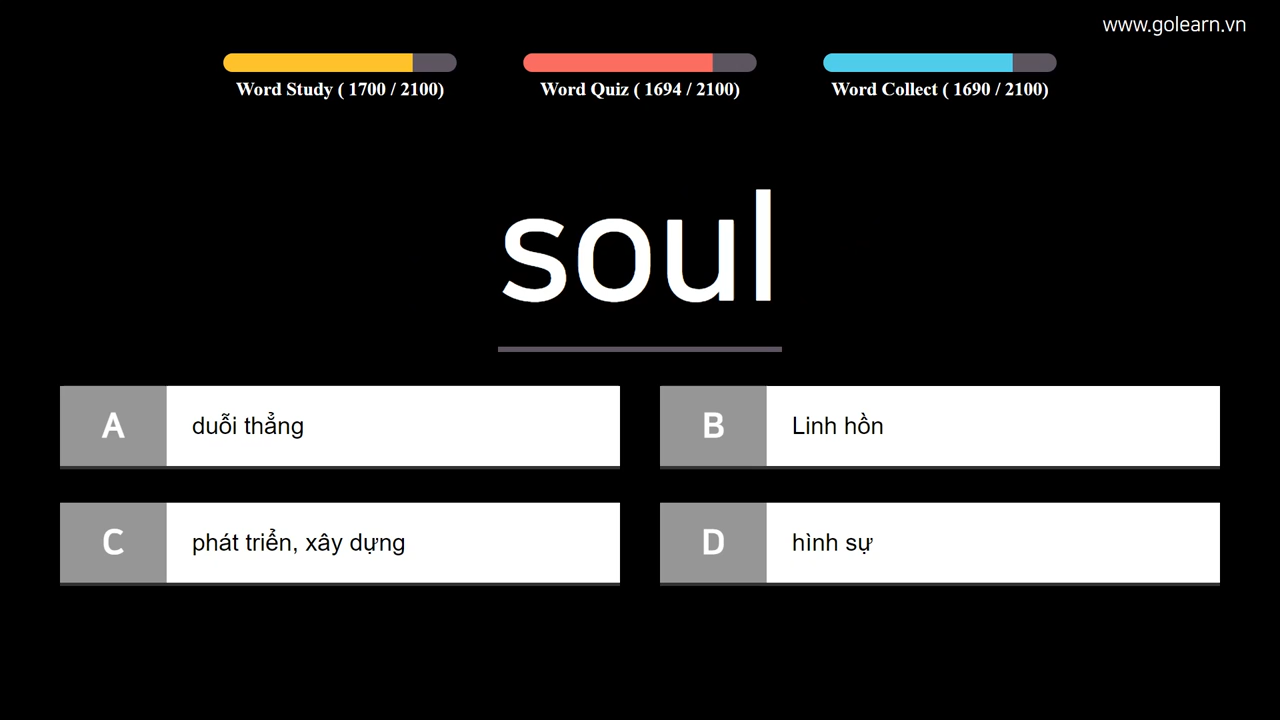 www.golearn.vn
Word Study ( 1700 / 2100)
Word Quiz ( 1694 / 2100)
Word Collect ( 1690 / 2100)
soul
A duỗi thẳng
B Linh hồn
C phát triển, xây dựng
D hình sự